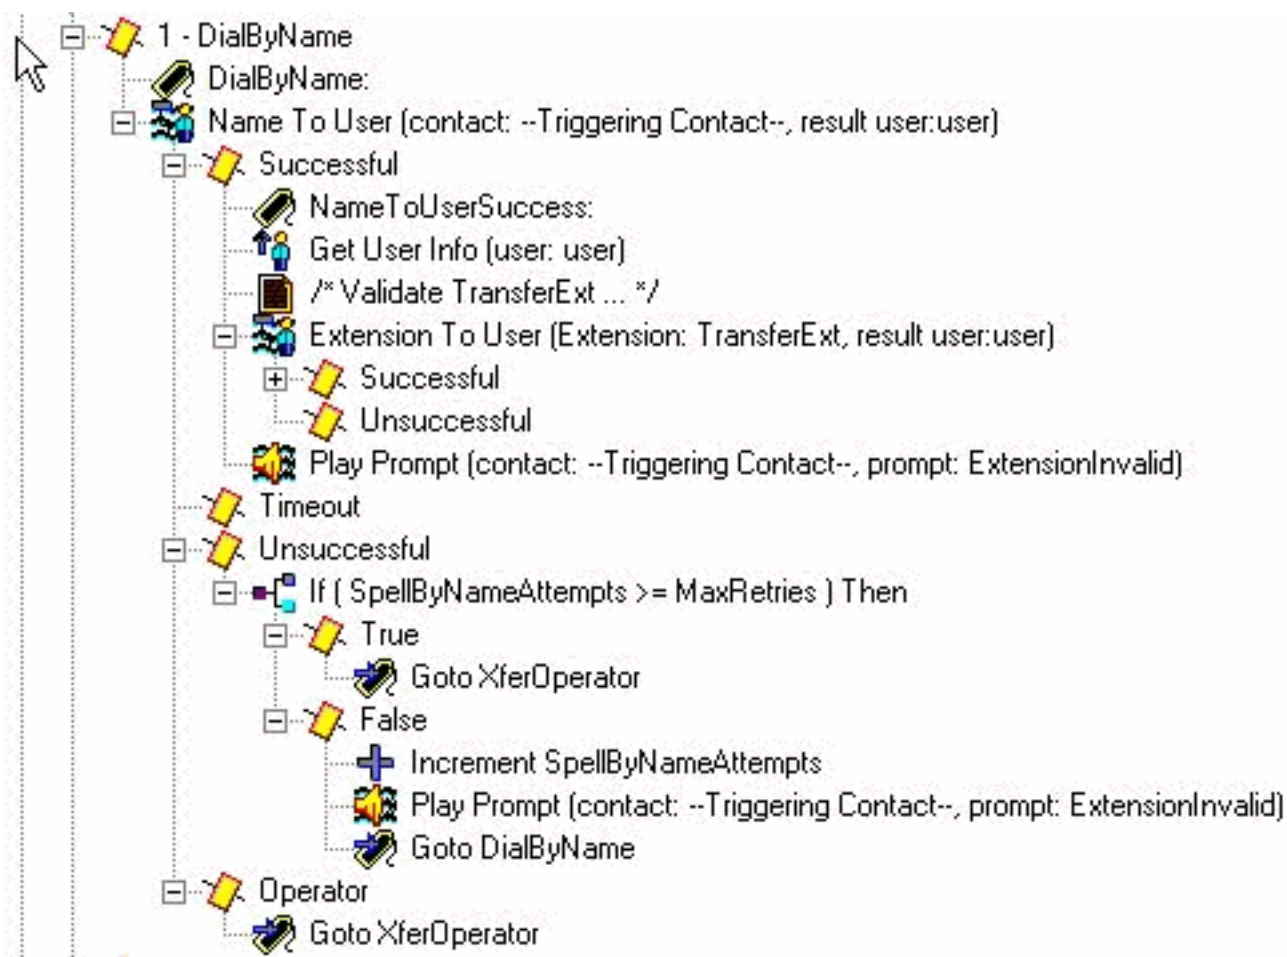 1 - DialByName
DialByName:
Name To User (contact: --Triggering Contact--, result user:user)
Successful
NameToUserSuccess:
Get User Info (user: user)
/* Validate TransferExt ... */
Extension To User (Extension: TransferExt, result user:user)
Successful
Unsuccessful
Play Prompt (contact: --Triggering Contact--, prompt: ExtensionInvalid)
Timeout
Unsuccessful
If ( SpellByNameAttempts >= MaxRetries ) Then
True
Goto XferOperator
False
Increment SpellByNameAttempts
Play Prompt (contact: --Triggering Contact--, prompt: ExtensionInvalid)
Goto DialByName
Operator
Goto XferOperator